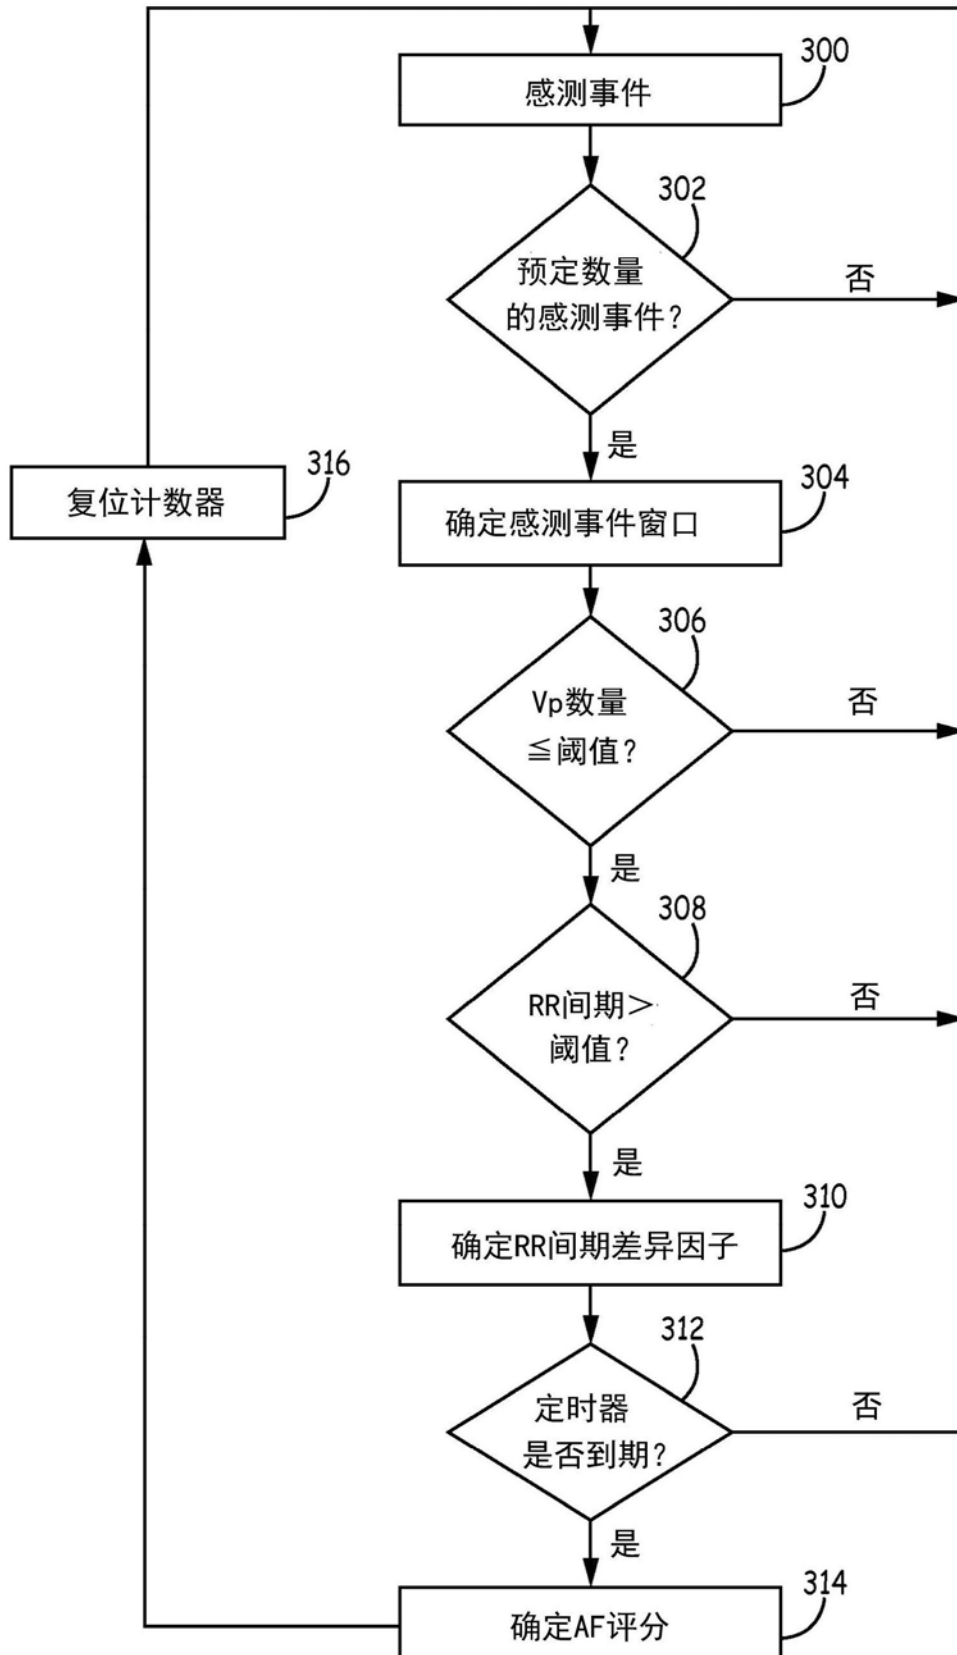 300
感测事件
302
预定数量
的感测事件?
否
是
316
复位计数器
304
确定感测事件窗口
306
Vp数量
≦阈值?
否
是
308
RR间期>
阈值?
否
是
310
确定RR间期差异因子
312
定时器
是否到期?
否
是
314
确定AF评分